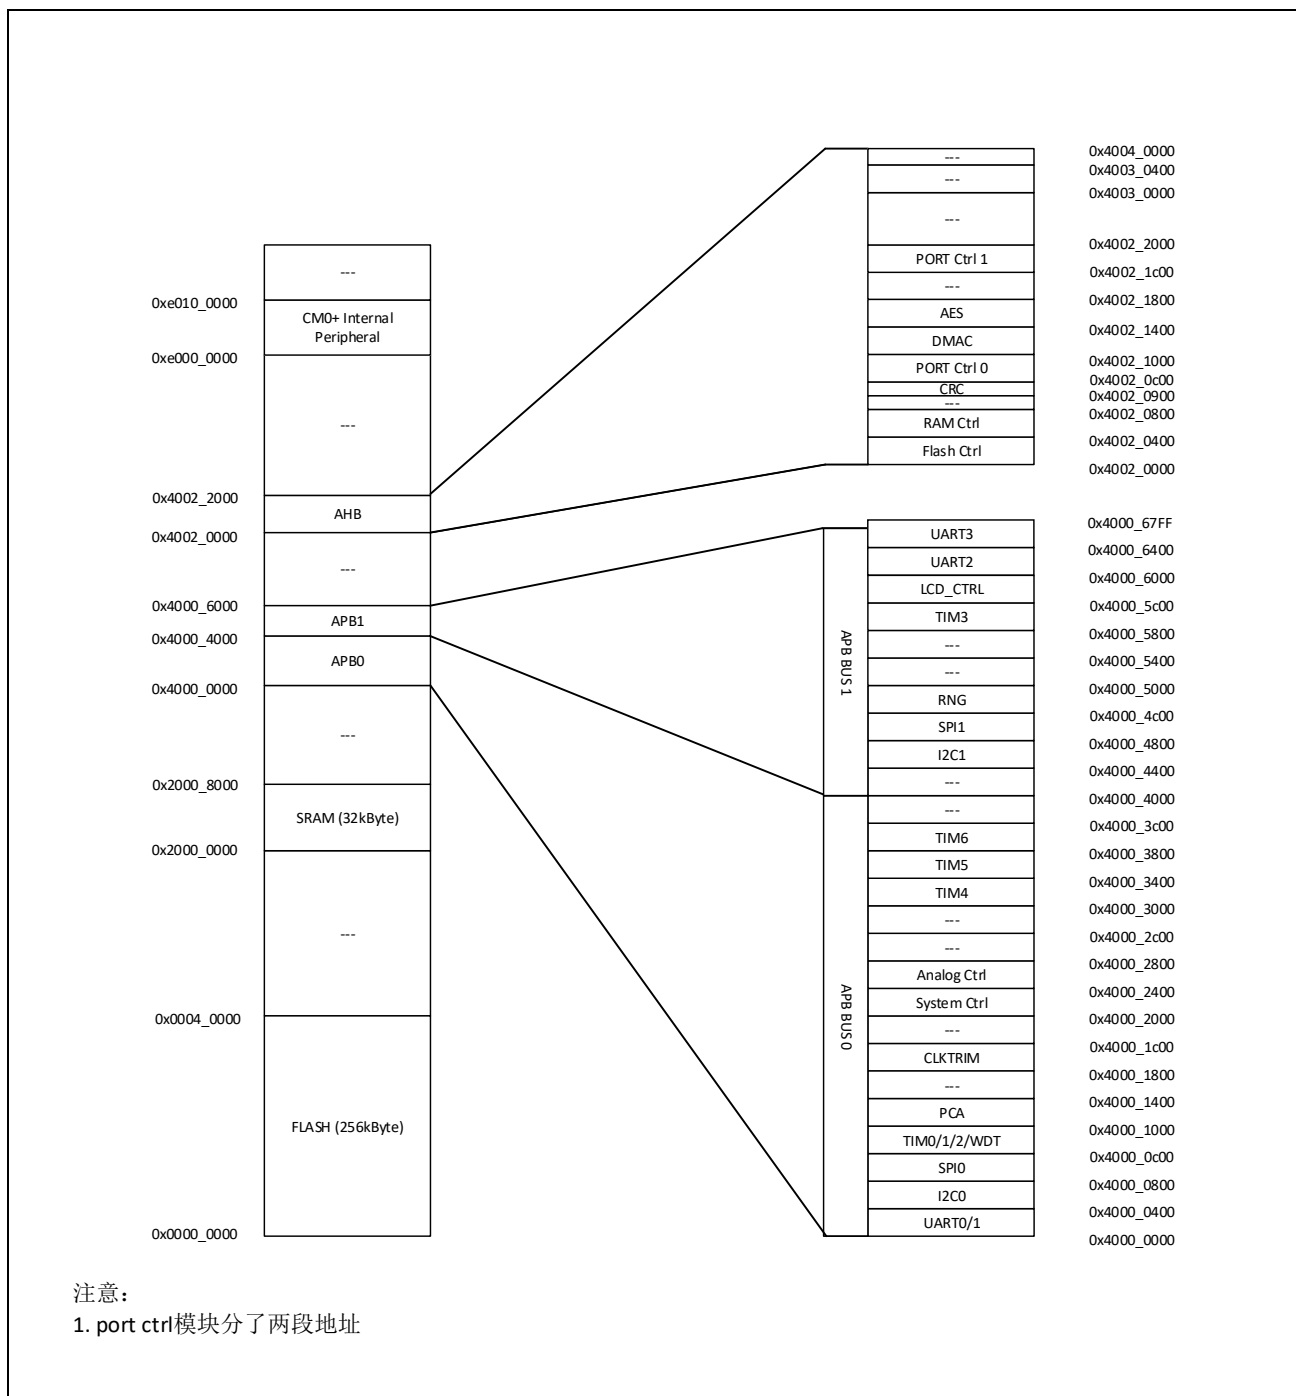 ---
0xe010_0000
CM0+ Internal
Peripheral
0xe000_0000
---
0x4002_2000
AHB
0x4002_0000
---
0x4000_6000
APB1
0x4000_4000
APB0
0x4000_0000
---
0x2000_8000
SRAM (32kByte)
0x2000_0000
---
0x0004_0000
FLASH (256kByte)
0x0000_0000
0x4004_0000
---
0x4003_0400
---
0x4003_0000
---
0x4002_2000
PORT Ctrl 1
0x4002_1c00
---
0x4002_1800
AES
0x4002_1400
DMAC
0x4002_1000
PORT Ctrl 0
0x4002_0c00
CRC
0x4002_0900
---
0x4002_0800
RAM Ctrl
0x4002_0400
Flash Ctrl
0x4002_0000
APB BUS 1
0x4000_67FF
UART3
0x4000_6400
UART2
0x4000_6000
LCD_CTRL
0x4000_5c00
TIM3
0x4000_5800
---
0x4000_5400
---
0x4000_5000
RNG
0x4000_4c00
SPI1
0x4000_4800
I2C1
0x4000_4400
---
0x4000_4000
APB BUS 0
---
0x4000_3c00
TIM6
0x4000_3800
TIM5
0x4000_3400
TIM4
0x4000_3000
---
0x4000_2c00
---
0x4000_2800
Analog Ctrl
0x4000_2400
System Ctrl
0x4000_2000
---
0x4000_1c00
CLKTRIM
0x4000_1800
---
0x4000_1400
PCA
0x4000_1000
TIM0/1/2/WDT
0x4000_0c00
SPI0
0x4000_0800
I2C0
0x4000_0400
UART0/1
0x4000_0000
注意：
1. port ctrl模块分了两段地址